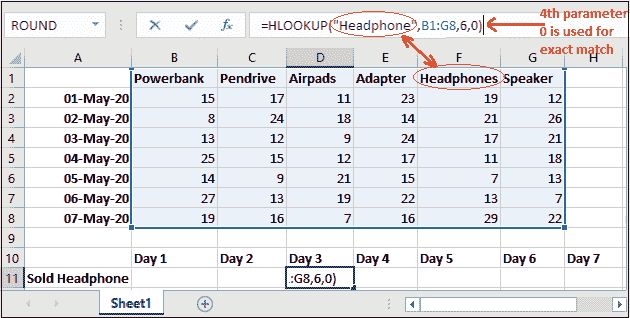 ROUND =HLOOKUP("Headphone",B1:G8,6,0) 4th parameter
0 is used for
exact match
A B C D E F G H
1 Powerbank Pendrive Airpads Adapter Headphones Speaker
2 01-May-20 15 17 11 23 19 12
3 02-May-20 8 24 18 14 21 26
4 03-May-20 13 12 9 24 17 21
5 04-May-20 25 15 12 17 11 18
6 05-May-20 14 9 21 15 7 13
7 06-May-20 27 13 19 22 13 7
8 07-May-20 19 16 7 16 29 22
9
10 Day 1 Day 2 Day 3 Day 4 Day 5 Day 6 Day 7
11 Sold Headphone .:G8,6,0)
Sheet1